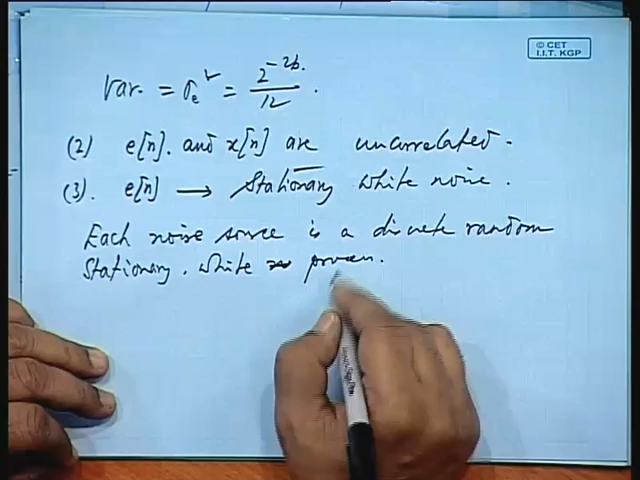 © CET
I.I.T. KGP
Var. = σₑ² = 2^-2b / 12 .
(2) e[n]. and x[n] are uncorrelated.
(3). e[n] → Stationary white noise.
Each noise source is a discrete random
Stationary. white process.